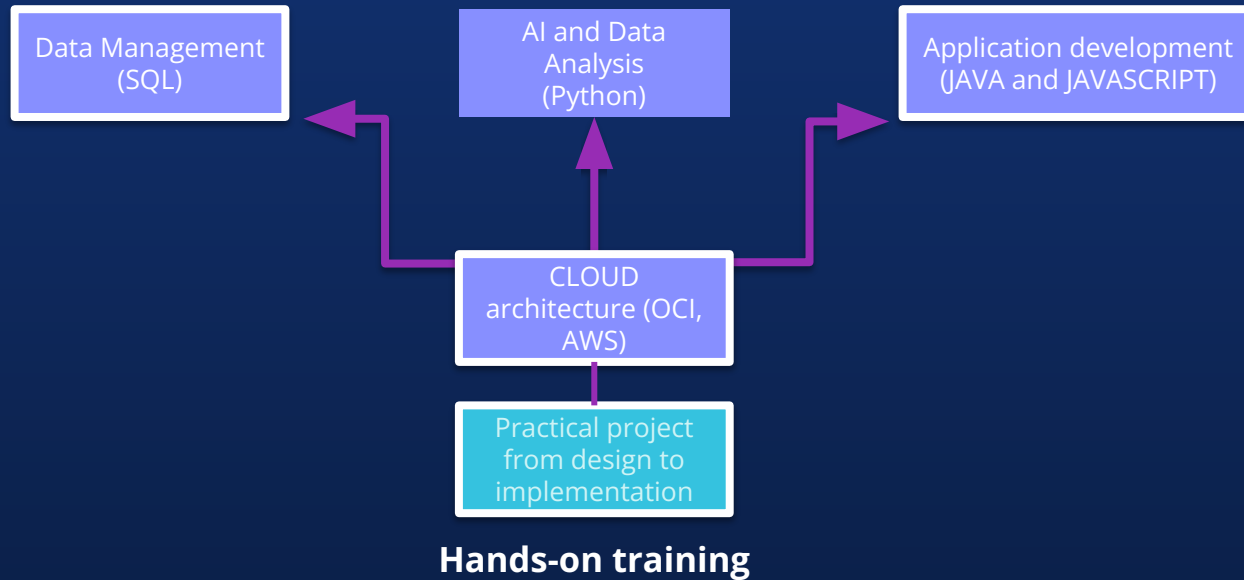 Data Management
(SQL)
AI and Data
Analysis
(Python)
Application development
(JAVA and JAVASCRIPT)
CLOUD
architecture (OCI,
AWS)
Practical project
from design to
implementation
Hands-on training